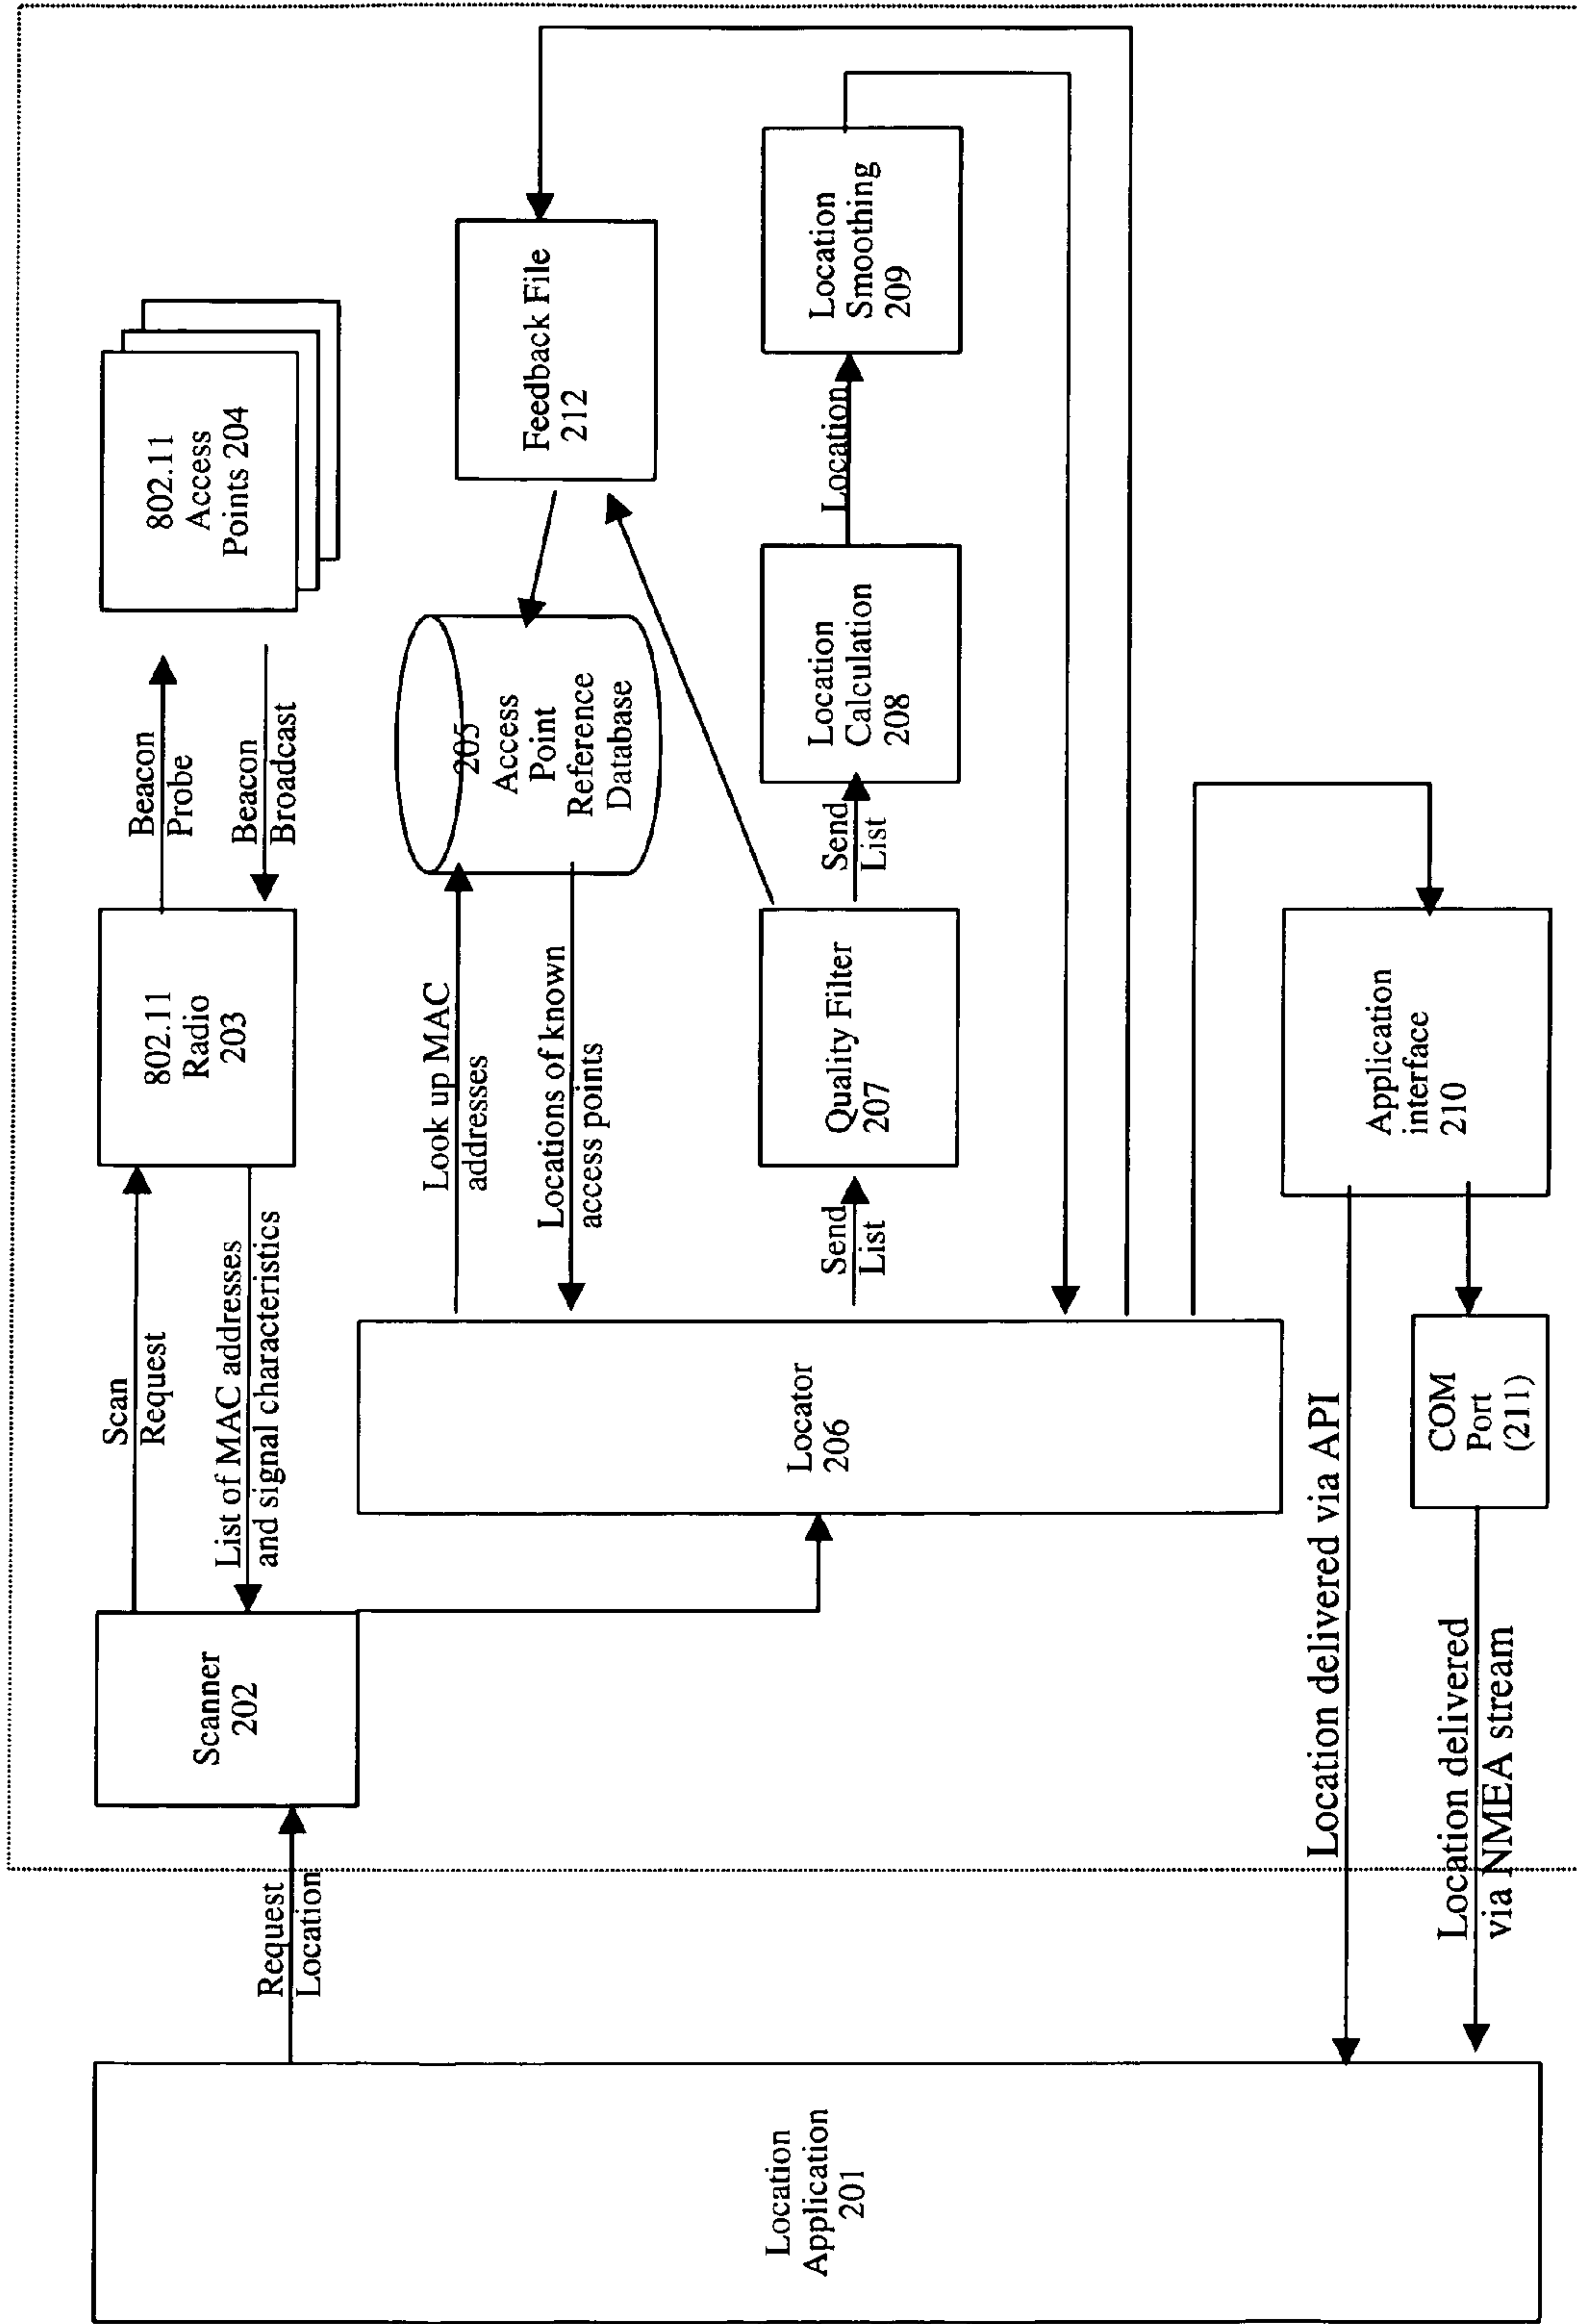 Location
Application
201
Request
Location
Scanner
202
Scan
Request
List of MAC addresses
and signal characteristics
802.11
Radio
203
Beacon
Probe
Beacon
Broadcast
802.11
Access
Points 204
Locator
206
Look up MAC
addresses
Locations of known
access points
205
Access
Point
Reference
Database
Feedback File
212
Send
List
Quality Filter
207
Send
List
Location
Calculation
208
Location
Location
Smoothing
209
Application
interface
210
Location delivered via API
COM
Port
(211)
Location delivered
via NMEA stream